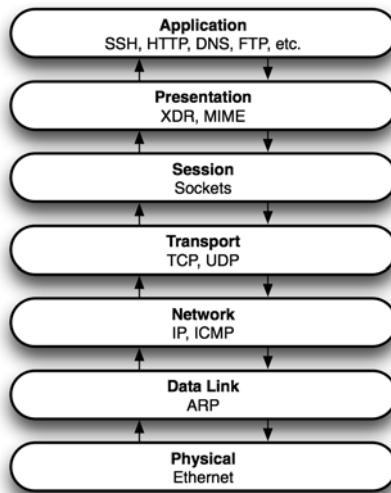 Application
SSH, HTTP, DNS, FTP, etc.
Presentation
XDR, MIME
Session
Sockets
Transport
TCP, UDP
Network
IP, ICMP
Data Link
ARP
Physical
Ethernet